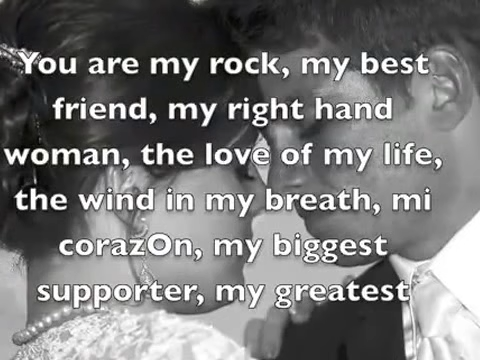 You are my rock, my best
friend, my right hand
woman, the love of my life,
the wind in my breath, mi
corazOn, my biggest
supporter, my greatest